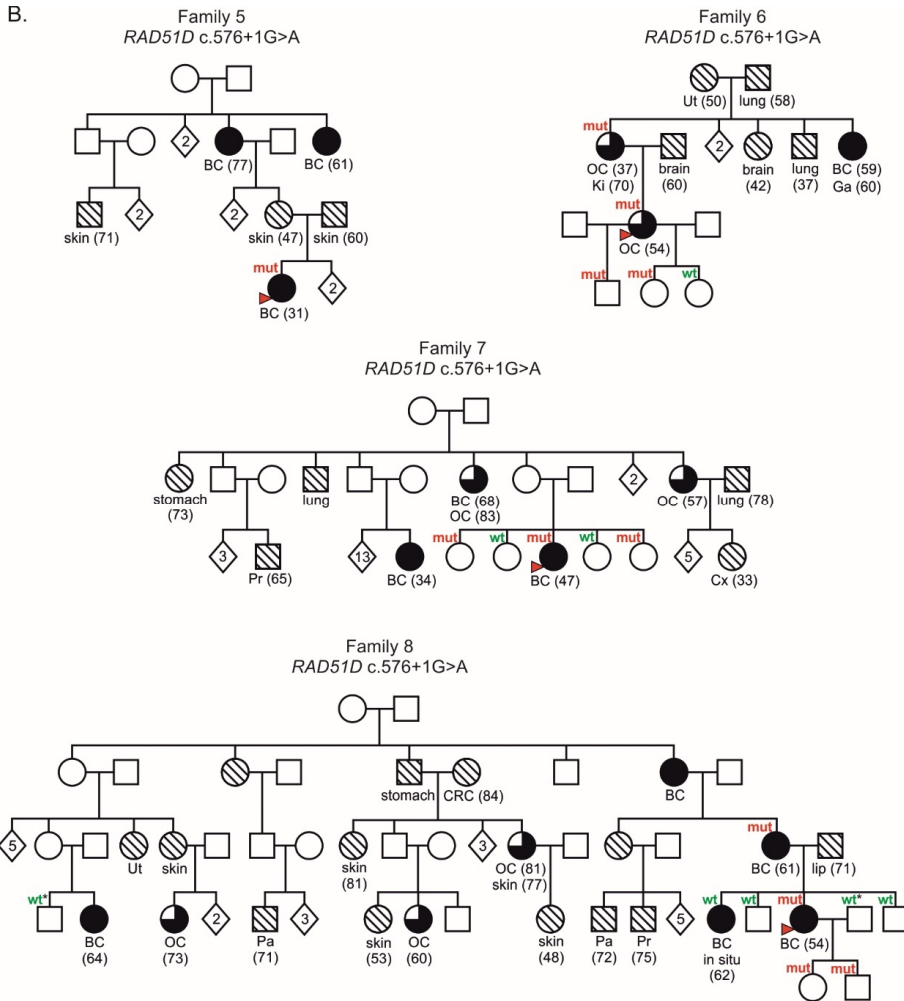 B.
Family 5
RAD51D c.576+1G>A
2
BC (77)
BC (61)
skin (71)
2
2
skin (47)
skin (60)
mut
2
BC (31)
Family 6
RAD51D c.576+1G>A
Ut (50)
lung (58)
mut
2
OC (37)
Ki (70)
brain
(60)
brain
(42)
lung
(37)
BC (59)
Ga (60)
mut
OC (54)
mut
mut
wt
Family 7
RAD51D c.576+1G>A
2
stomach
(73)
lung
BC (68)
OC (83)
OC (57)
lung (78)
mut
wt
mut
wt
mut
3
Pr (65)
13
BC (34)
BC (47)
5
Cx (33)
Family 8
RAD51D c.576+1G>A
stomach
CRC (84)
BC
5
Ut
skin
skin
(81)
3
OC (81)
skin (77)
mut
BC (61)
lip (71)
wt*
BC
(64)
OC
(73)
2
Pa
(71)
3
skin
(53)
OC
(60)
skin
(48)
Pa
(72)
Pr
(75)
5
wt
wt
mut
wt*
wt
BC
in situ
(62)
BC (54)
mut
mut